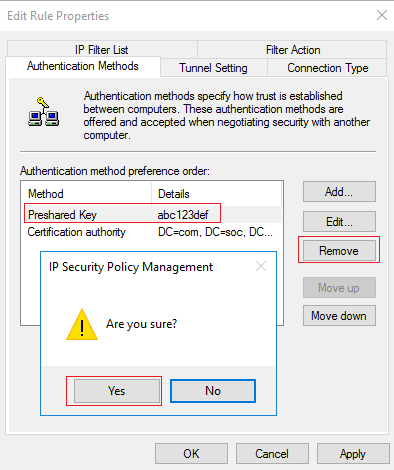 Edit Rule Properties
IP Filter List
Filter Action
Authentication Methods
Tunnel Setting
Connection Type
Authentication methods specify how trust is established
between computers. These authentication methods are
offered and accepted when negotiating security with another
computer.
Authentication method preference order:
Method
Details
Preshared Key
abc123def
Certification authority
DC=com, DC=soc, DC...
Add...
Edit...
Remove
Move up
Move down
IP Security Policy Management
Are you sure?
Yes
No
OK
Cancel
Apply